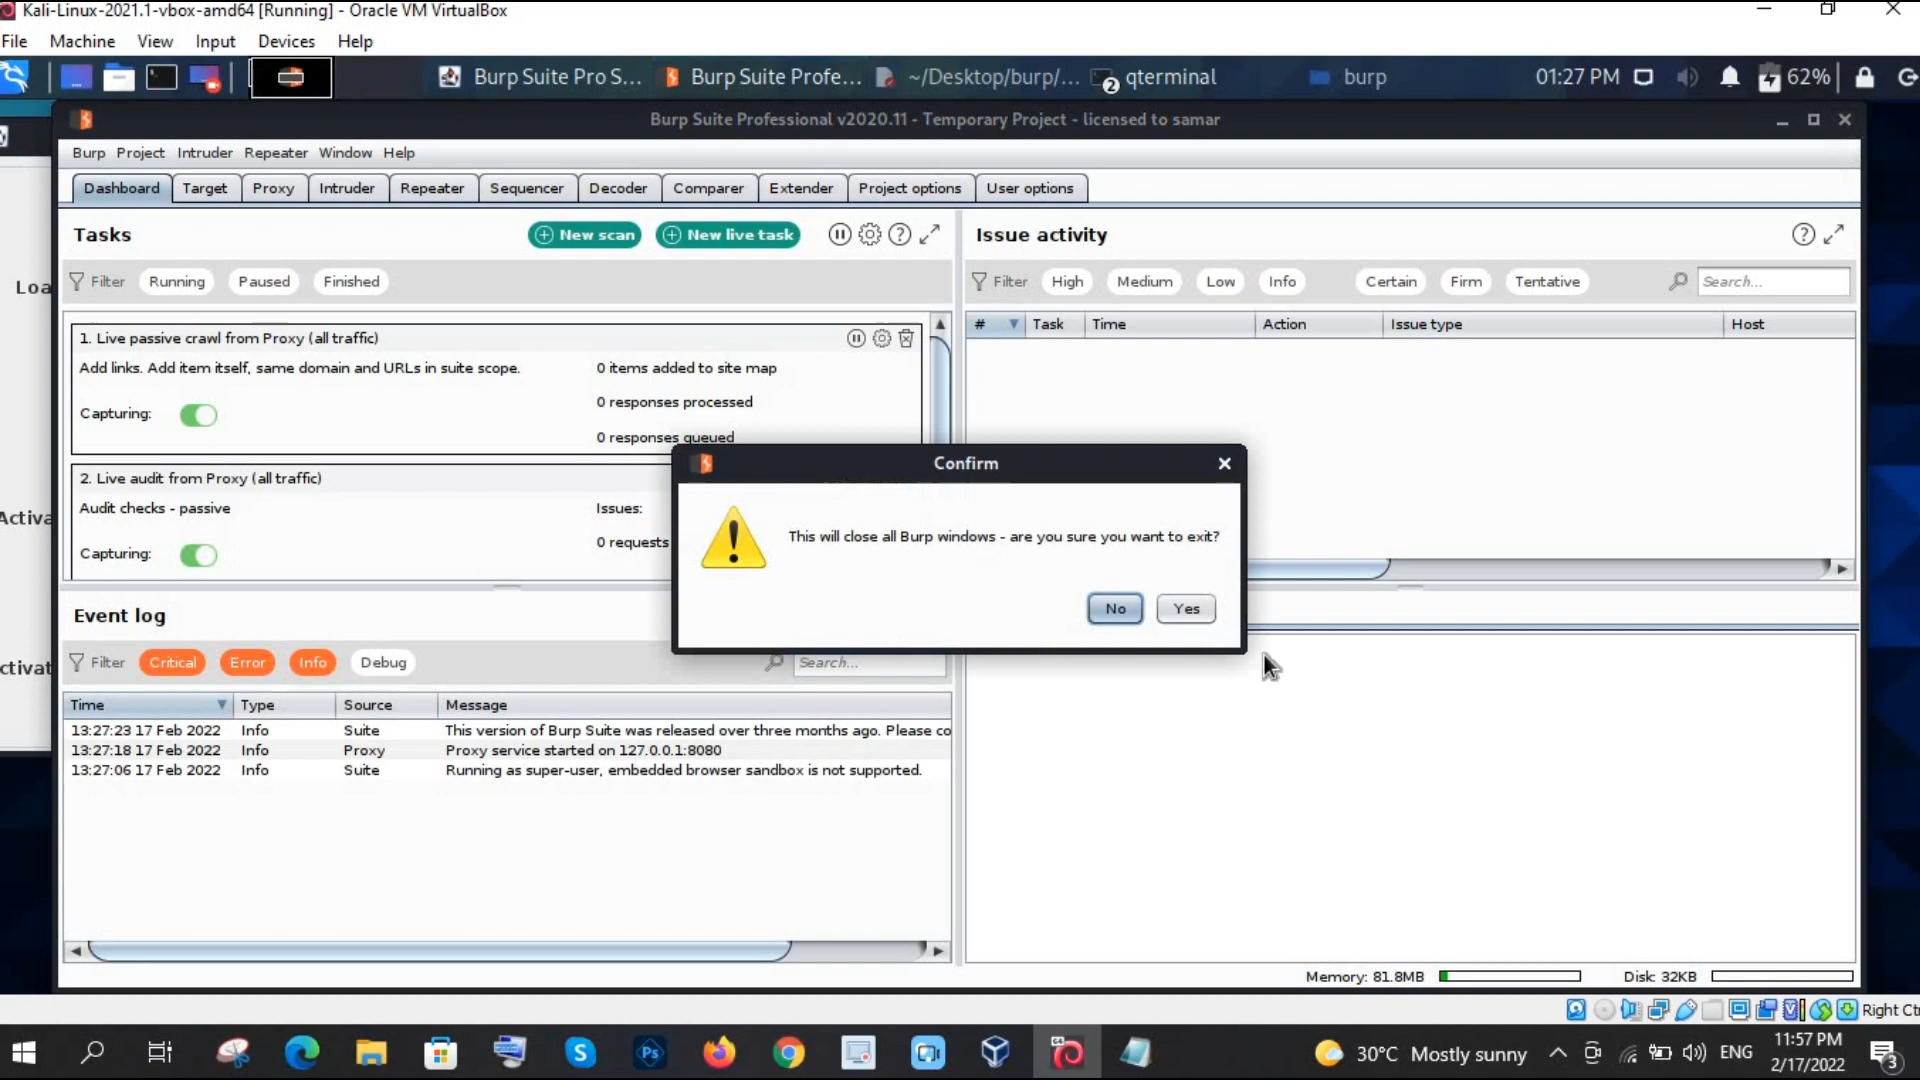 Kali-Linux-2021.1-vbox-amd64 [Running] - Oracle VM VirtualBox
File Machine View Input Devices Help
Burp Suite Pro S... Burp Suite Profe... ~/Desktop/burp/... 2 qterminal burp 01:27 PM 62%
Burp Suite Professional v2020.11 - Temporary Project - licensed to samar
Burp Project Intruder Repeater Window Help
Dashboard Target Proxy Intruder Repeater Sequencer Decoder Comparer Extender Project options User options
Tasks New scan New live task
Issue activity
Filter Running Paused Finished
Filter High Medium Low Info Certain Firm Tentative Search...
Loa
# Task Time Action Issue type Host
1. Live passive crawl from Proxy (all traffic)
Add links. Add item itself, same domain and URLs in suite scope. 0 items added to site map
0 responses processed
Capturing:
0 responses queued
2. Live audit from Proxy (all traffic)
Audit checks - passive Issues:
Activa
0 requests
Capturing:
Confirm
This will close all Burp windows - are you sure you want to exit?
No Yes
Event log
Filter Critical Error Info Debug Search...
ctivat
Time Type Source Message
13:27:23 17 Feb 2022 Info Suite This version of Burp Suite was released over three months ago. Please co
13:27:18 17 Feb 2022 Info Proxy Proxy service started on 127.0.0.1:8080
13:27:06 17 Feb 2022 Info Suite Running as super-user, embedded browser sandbox is not supported.
Memory: 81.8MB Disk: 32KB
Right Ct
30°C Mostly sunny ENG 11:57 PM
2/17/2022 3